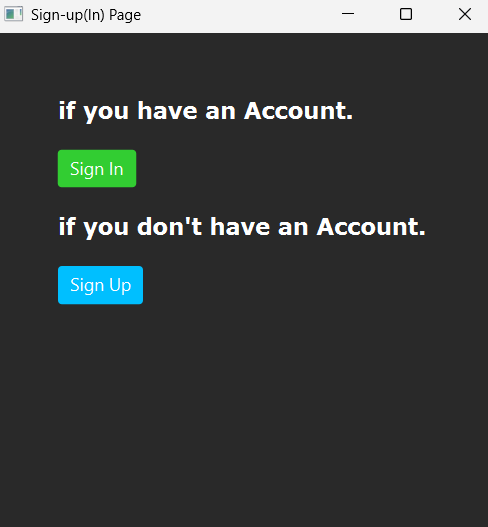 Sign-up(In) Page
if you have an Account.
Sign In
if you don't have an Account.
Sign Up